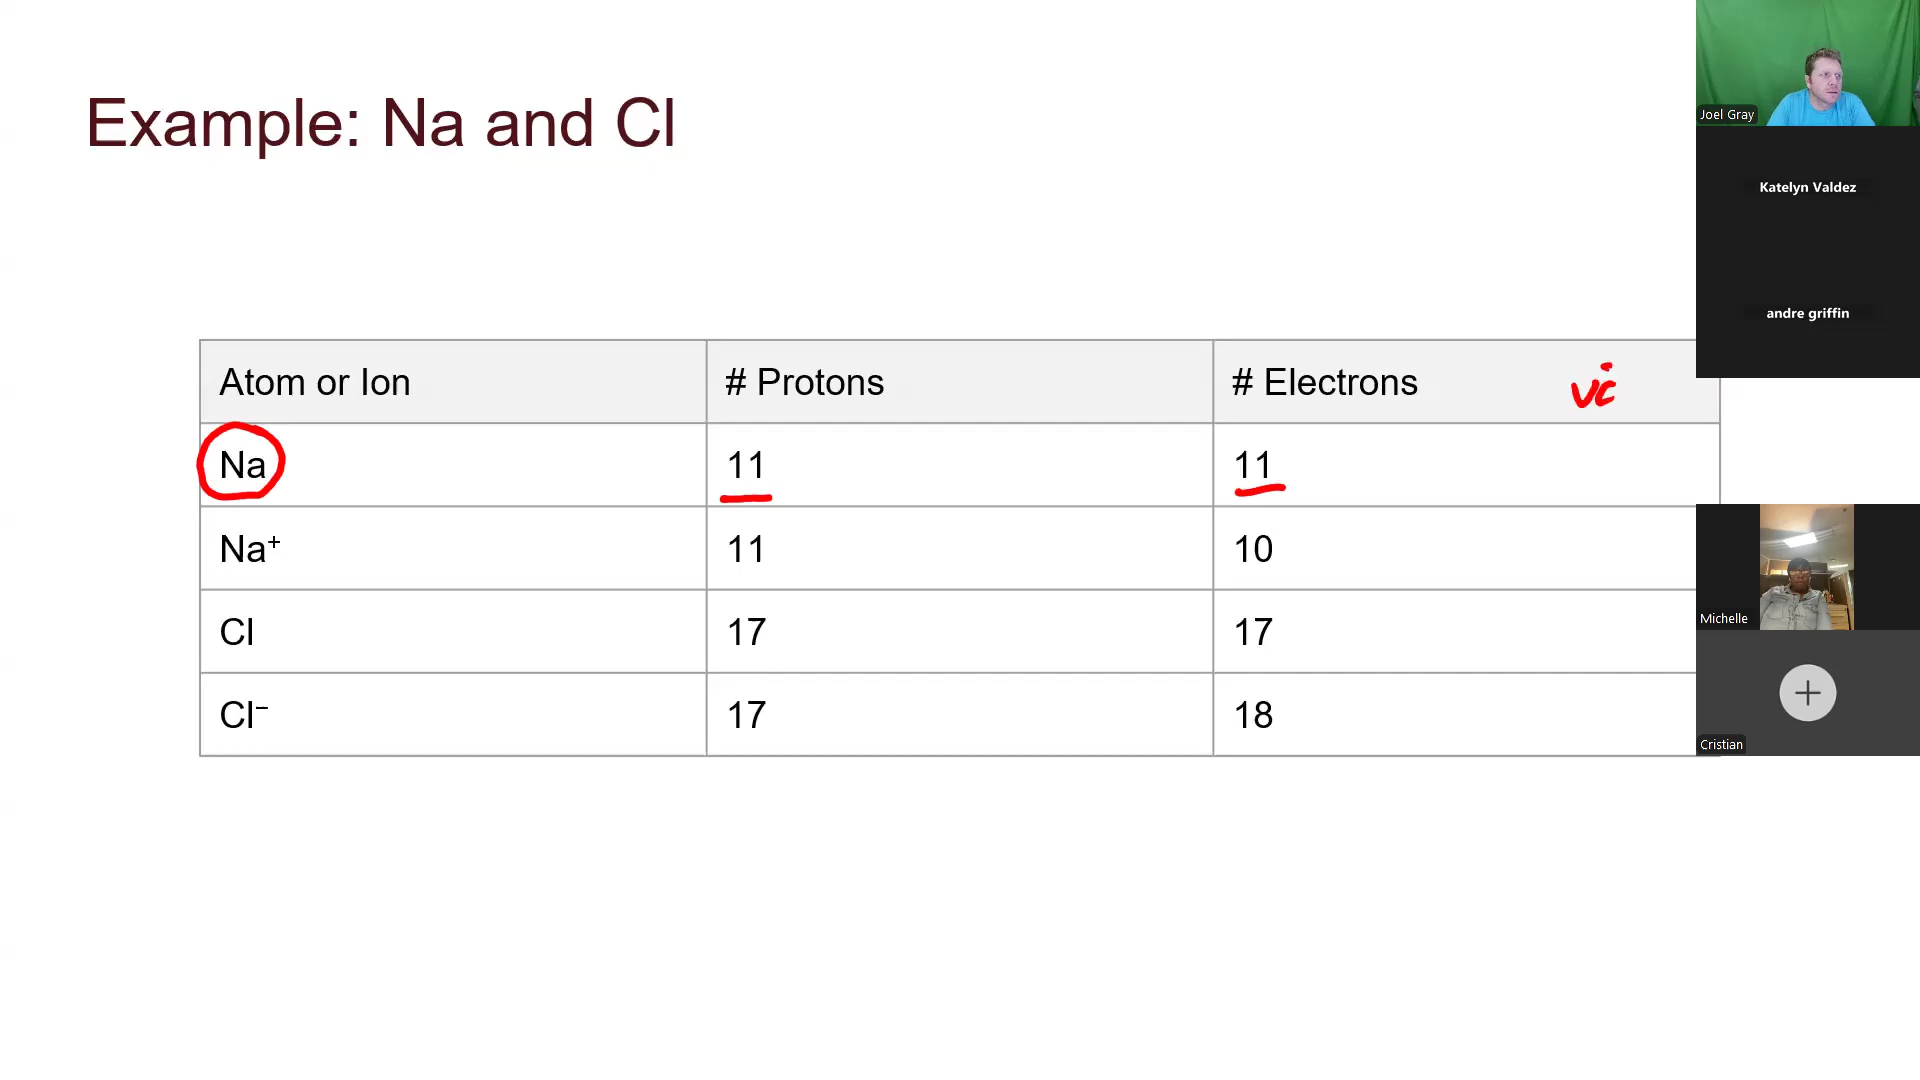 Example: Na and Cl
Atom or Ion # Protons # Electrons
Na 11 11
Na⁺ 11 10
Cl 17 17
Cl⁻ 17 18
Joel Gray
Katelyn Valdez
andre griffin
Michelle
Cristian